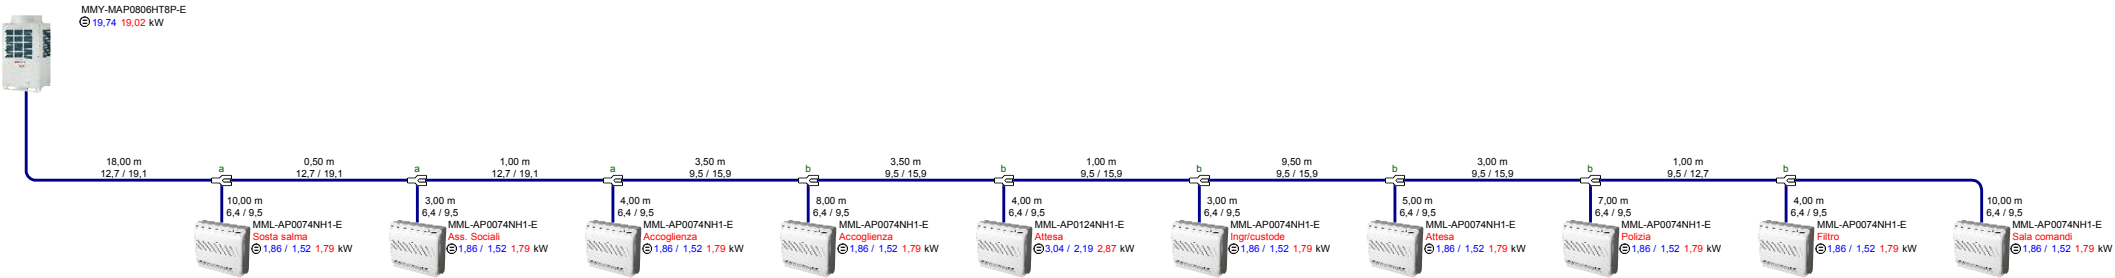 MMY-MAP0806HT8P-E
19,74 19,02 kW
18,00 m
12,7 / 19,1
a
0,50 m
12,7 / 19,1
a
1,00 m
12,7 / 19,1
a
3,50 m
9,5 / 15,9
b
3,50 m
9,5 / 15,9
b
1,00 m
9,5 / 15,9
b
9,50 m
9,5 / 15,9
b
3,00 m
9,5 / 15,9
b
1,00 m
9,5 / 12,7
b
10,00 m
6,4 / 9,5
MML-AP0074NH1-E
Sosta salma
1,86 / 1,52 1,79 kW
3,00 m
6,4 / 9,5
MML-AP0074NH1-E
Ass. Sociali
1,86 / 1,52 1,79 kW
4,00 m
6,4 / 9,5
MML-AP0074NH1-E
Accoglienza
1,86 / 1,52 1,79 kW
8,00 m
6,4 / 9,5
MML-AP0074NH1-E
Accoglienza
1,86 / 1,52 1,79 kW
4,00 m
6,4 / 9,5
MML-AP0124NH1-E
Attesa
3,04 / 2,19 2,87 kW
3,00 m
6,4 / 9,5
MML-AP0074NH1-E
Ingr/custode
1,86 / 1,52 1,79 kW
5,00 m
6,4 / 9,5
MML-AP0074NH1-E
Attesa
1,86 / 1,52 1,79 kW
7,00 m
6,4 / 9,5
MML-AP0074NH1-E
Polizia
1,86 / 1,52 1,79 kW
4,00 m
6,4 / 9,5
MML-AP0074NH1-E
Filtro
1,86 / 1,52 1,79 kW
10,00 m
6,4 / 9,5
MML-AP0074NH1-E
Sala comandi
1,86 / 1,52 1,79 kW